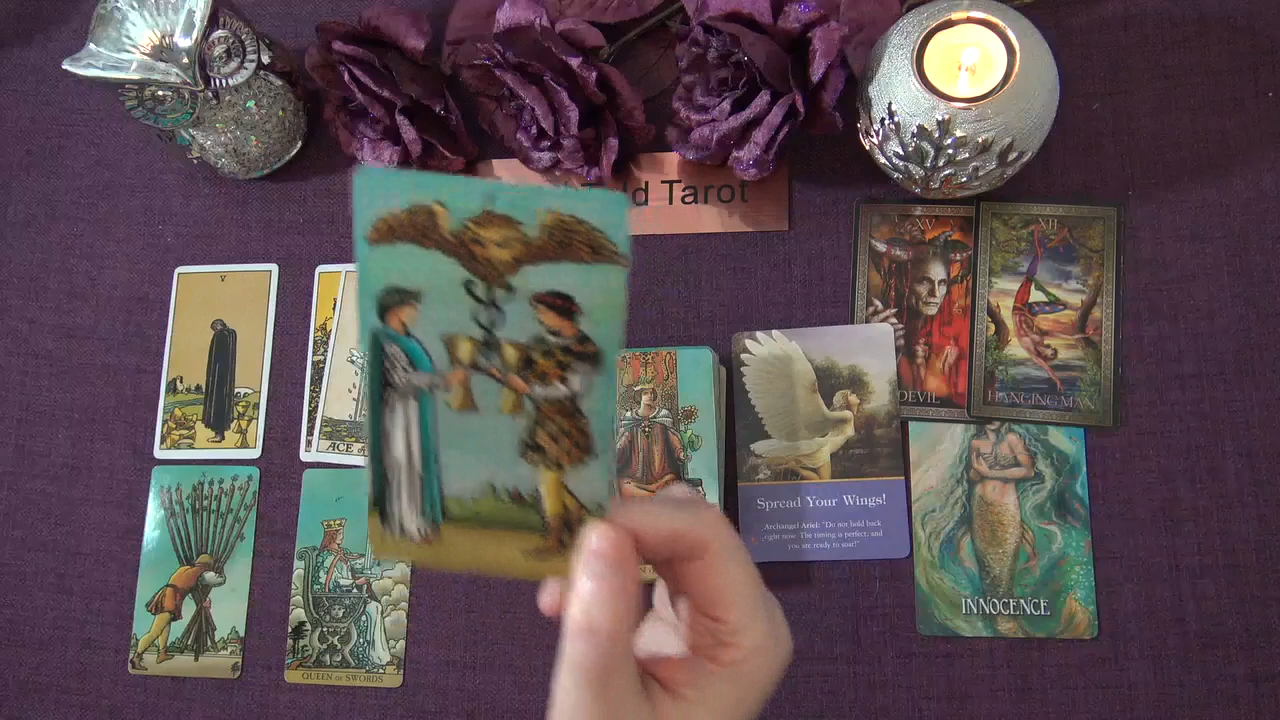 Tarot
XV
XII
V
DEVIL
HANGING MAN
ACE
Spread Your Wings!
Archangel Ariel: "Do not hold back
right now. The timing is perfect, and
you are ready to soar!"
X
INNOCENCE
QUEEN OF SWORDS